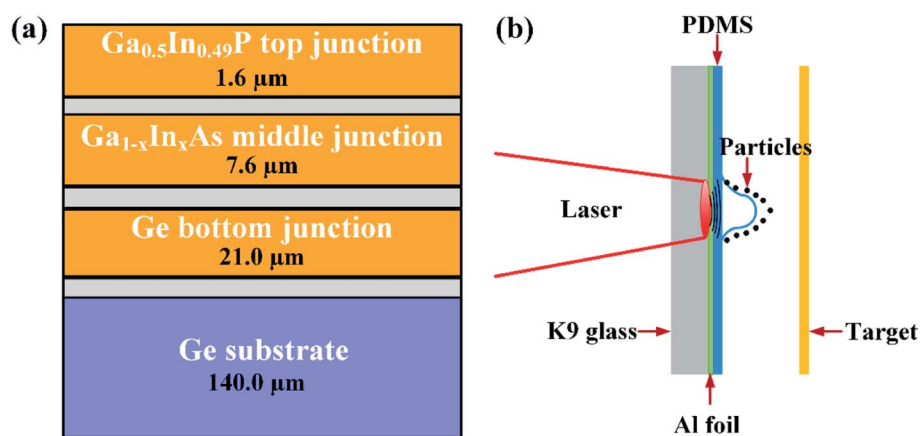 (a)
Ga0.5In0.49P top junction
1.6 μm
Ga1-xInxAs middle junction
7.6 μm
Ge bottom junction
21.0 μm
Ge substrate
140.0 μm
(b)
PDMS
Particles
Laser
K9 glass
Target
Al foil